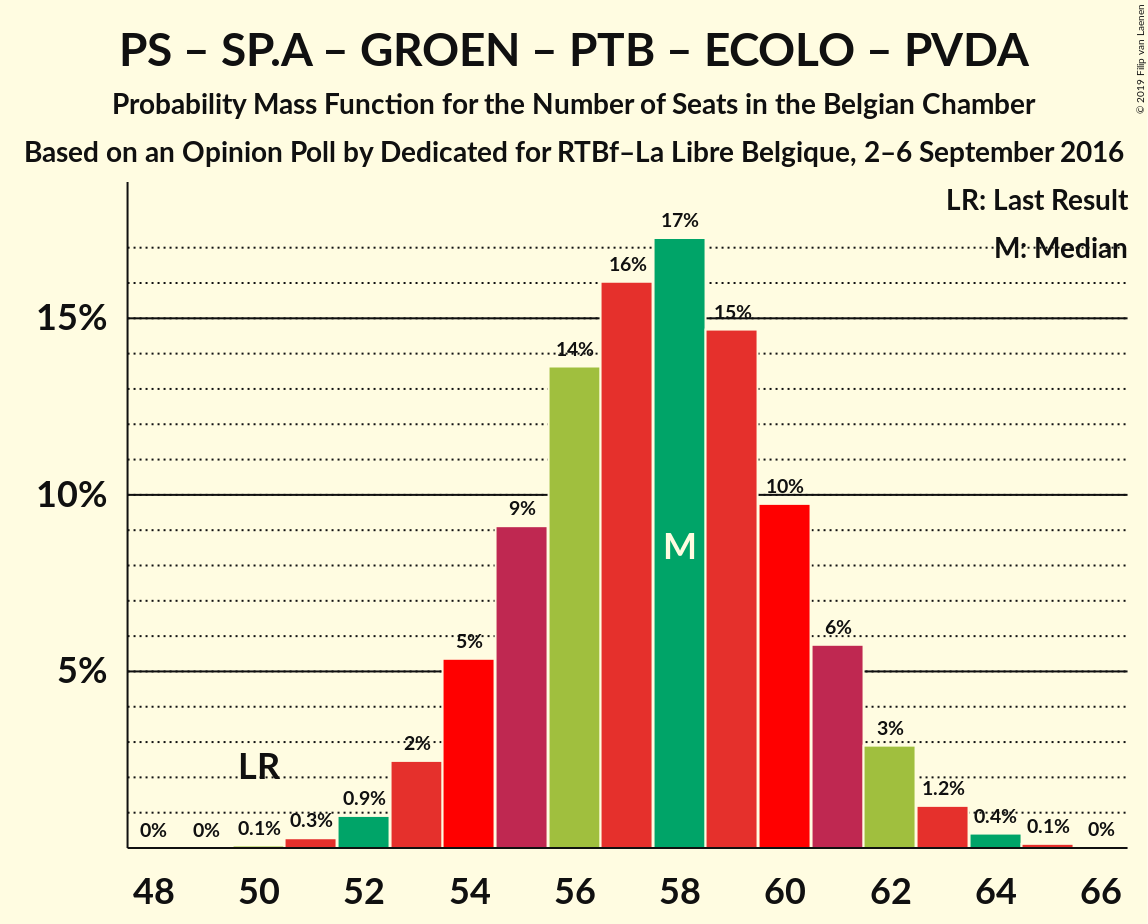 PS – SP.A – GROEN – PTB – ECOLO – PVDA
Probability Mass Function for the Number of Seats in the Belgian Chamber
Based on an Opinion Poll by Dedicated for RTBf–La Libre Belgique, 2–6 September 2016
© 2019 Filip van Laenen
LR: Last Result
M: Median
17%
16%
15%
15%
14%
10%
10%
9%
M
6%
5%
5%
3%
2%
LR
1.2%
0.9%
0.4%
0.3%
0% 0% 0.1% 0.1% 0%
48 50 52 54 56 58 60 62 64 66